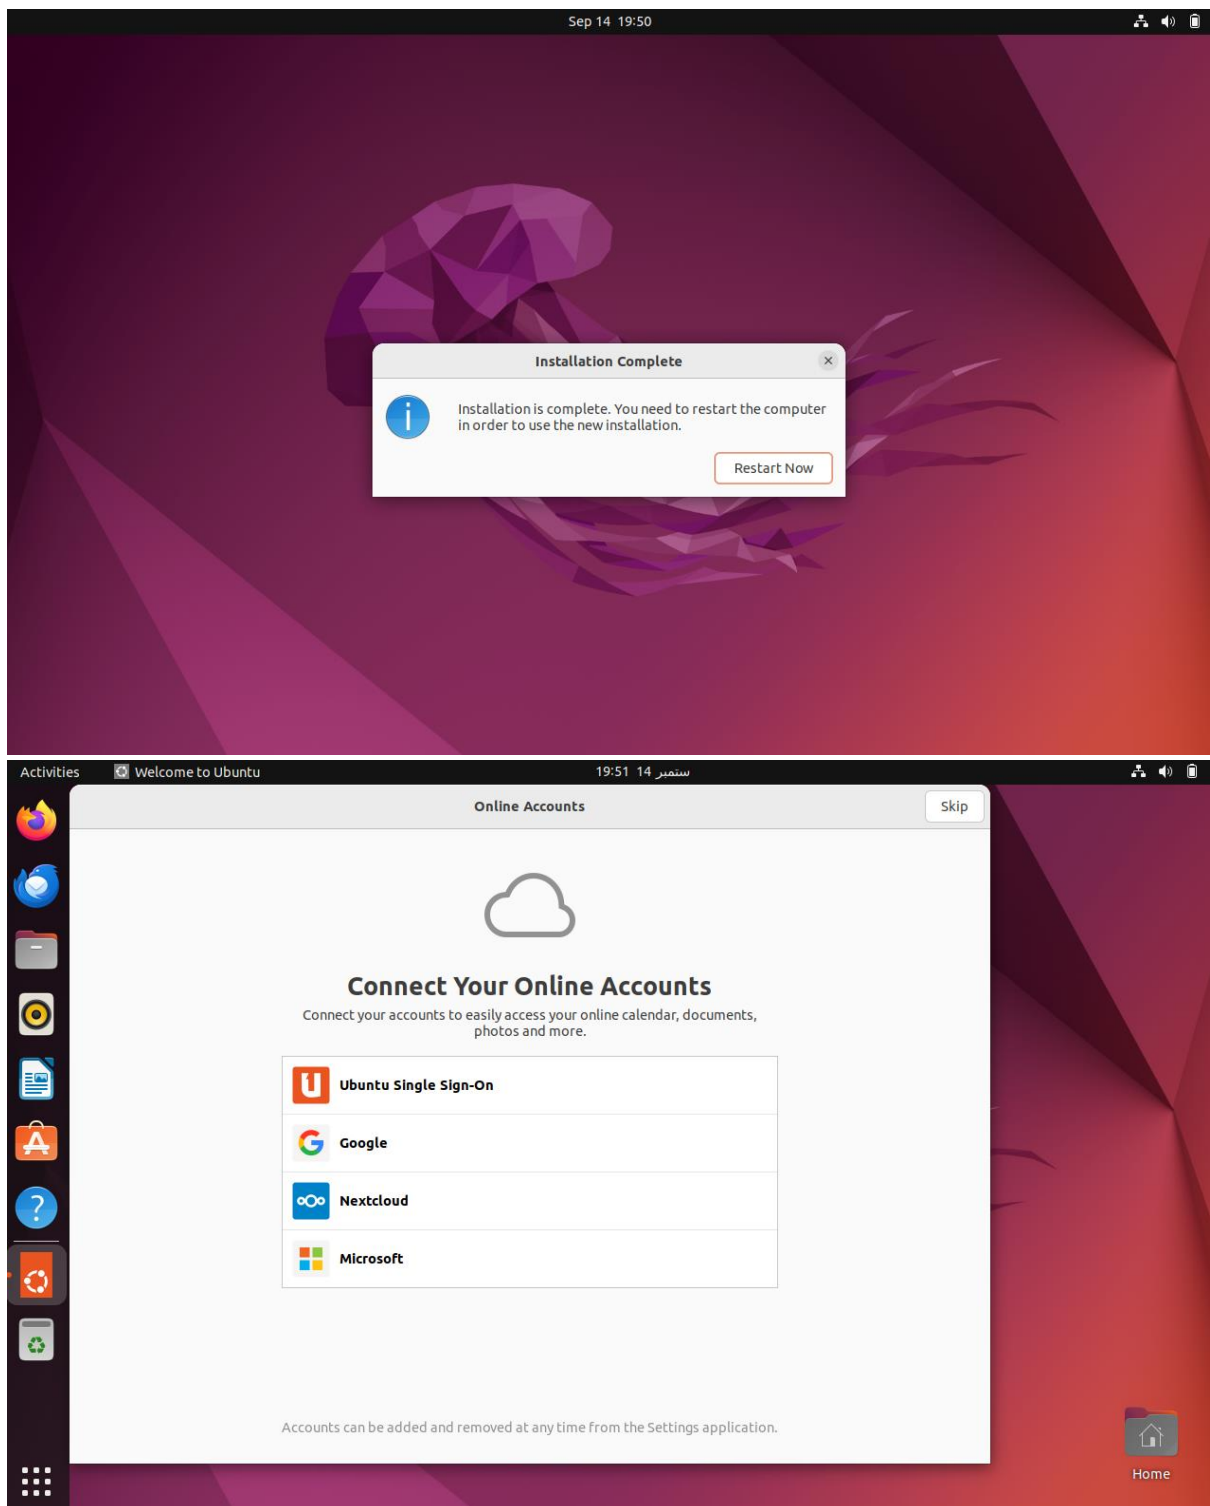 Sep 14 19:50
Installation Complete
Installation is complete. You need to restart the computer
in order to use the new installation.
Restart Now
Activities
Welcome to Ubuntu
19:51 14 ستمبر
Online Accounts
Skip
Connect Your Online Accounts
Connect your accounts to easily access your online calendar, documents,
photos and more.
Ubuntu Single Sign-On
Google
Nextcloud
Microsoft
Accounts can be added and removed at any time from the Settings application.
Home